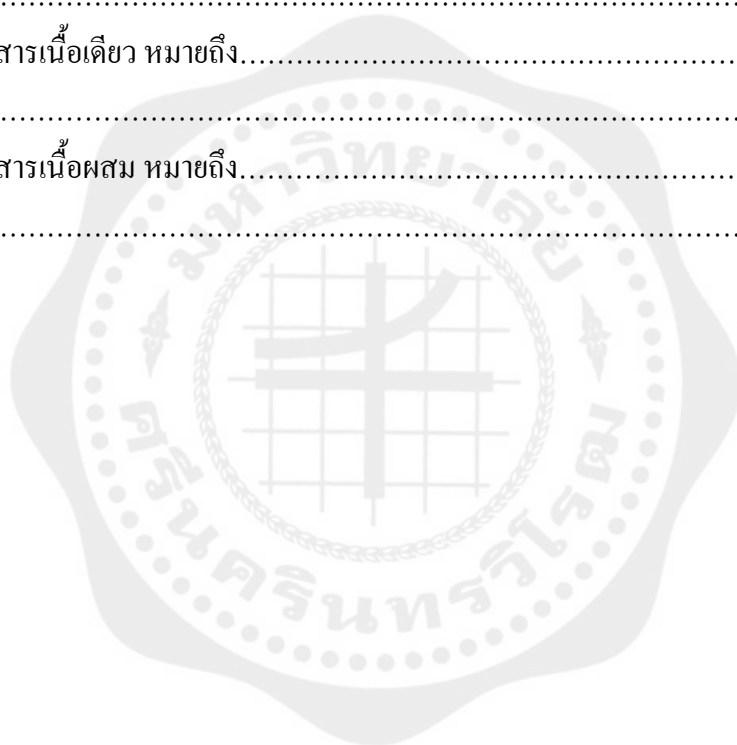 ................................................................................
สารเนื้อเดียว หมายถึง......................................................
................................................................................
สารเนื้อผสม หมายถึง......................................................
................................................................................
มหาวิทยาลัย
ศรีนครินทรวิโรฒ